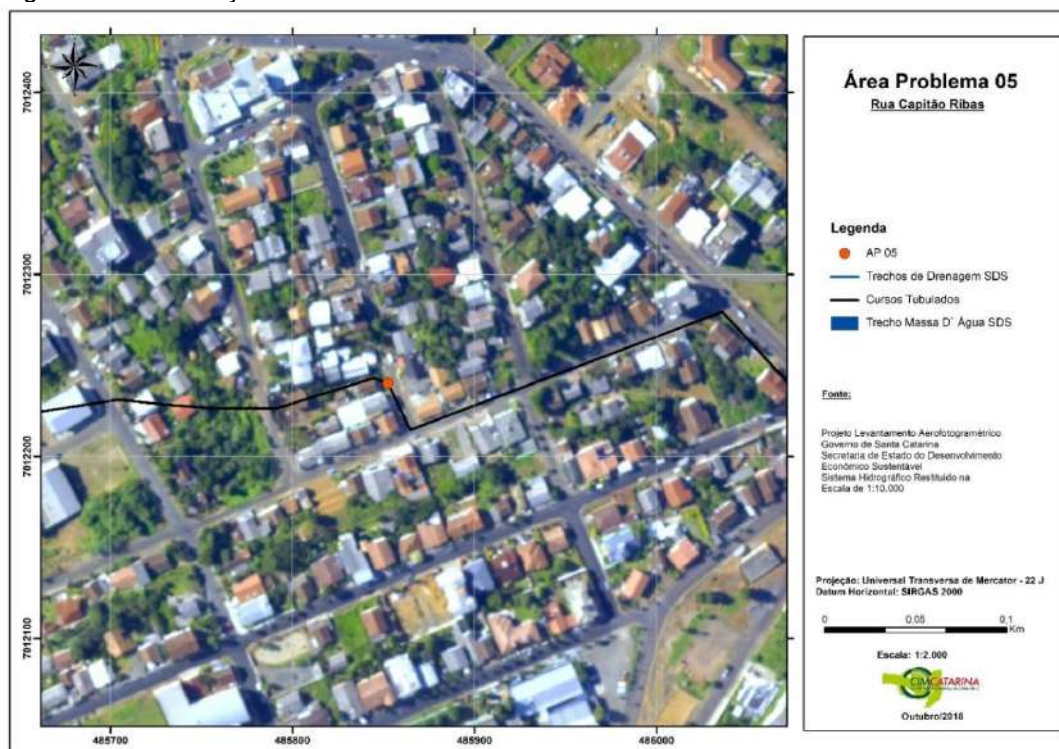 Área Problema 05
Rua Capitão Ribas
7012400
7012300
7012200
7012100
485700
485800
485900
486000
Legenda
AP 05
Trechos de Drenagem SDS
Cursos Tubulados
Trecho Massa D´ Água SDS
Fonte:
Projeto Levantamento Aerofotogramétrico
Governo de Santa Catarina
Secretaria de Estado do Desenvolvimento
Econômico Sustentável
Sistema Hidrográfico Restituído na
Escala de 1:10.000
Projeção: Universal Transversa de Mercator - 22 J
Datum Horizontal: SIRGAS 2000
0 0,05 0,1
Km
Escala: 1:2.000
CIMCATARINA
Outubro/2018